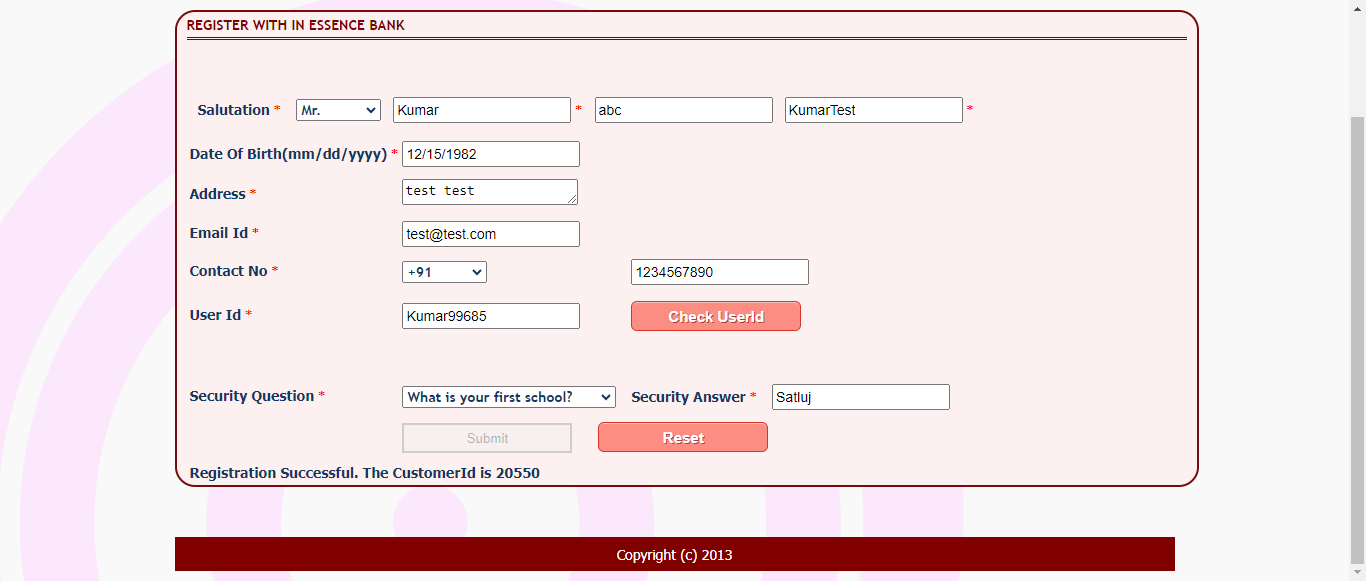 REGISTER WITH IN ESSENCE BANK
Salutation * Mr. Kumar * abc KumarTest *
Date Of Birth(mm/dd/yyyy) * 12/15/1982
Address * test test
Email Id * test@test.com
Contact No * +91 1234567890
User Id * Kumar99685 Check UserId
Security Question * What is your first school? Security Answer * Satluj
Submit Reset
Registration Successful. The CustomerId is 20550
Copyright (c) 2013